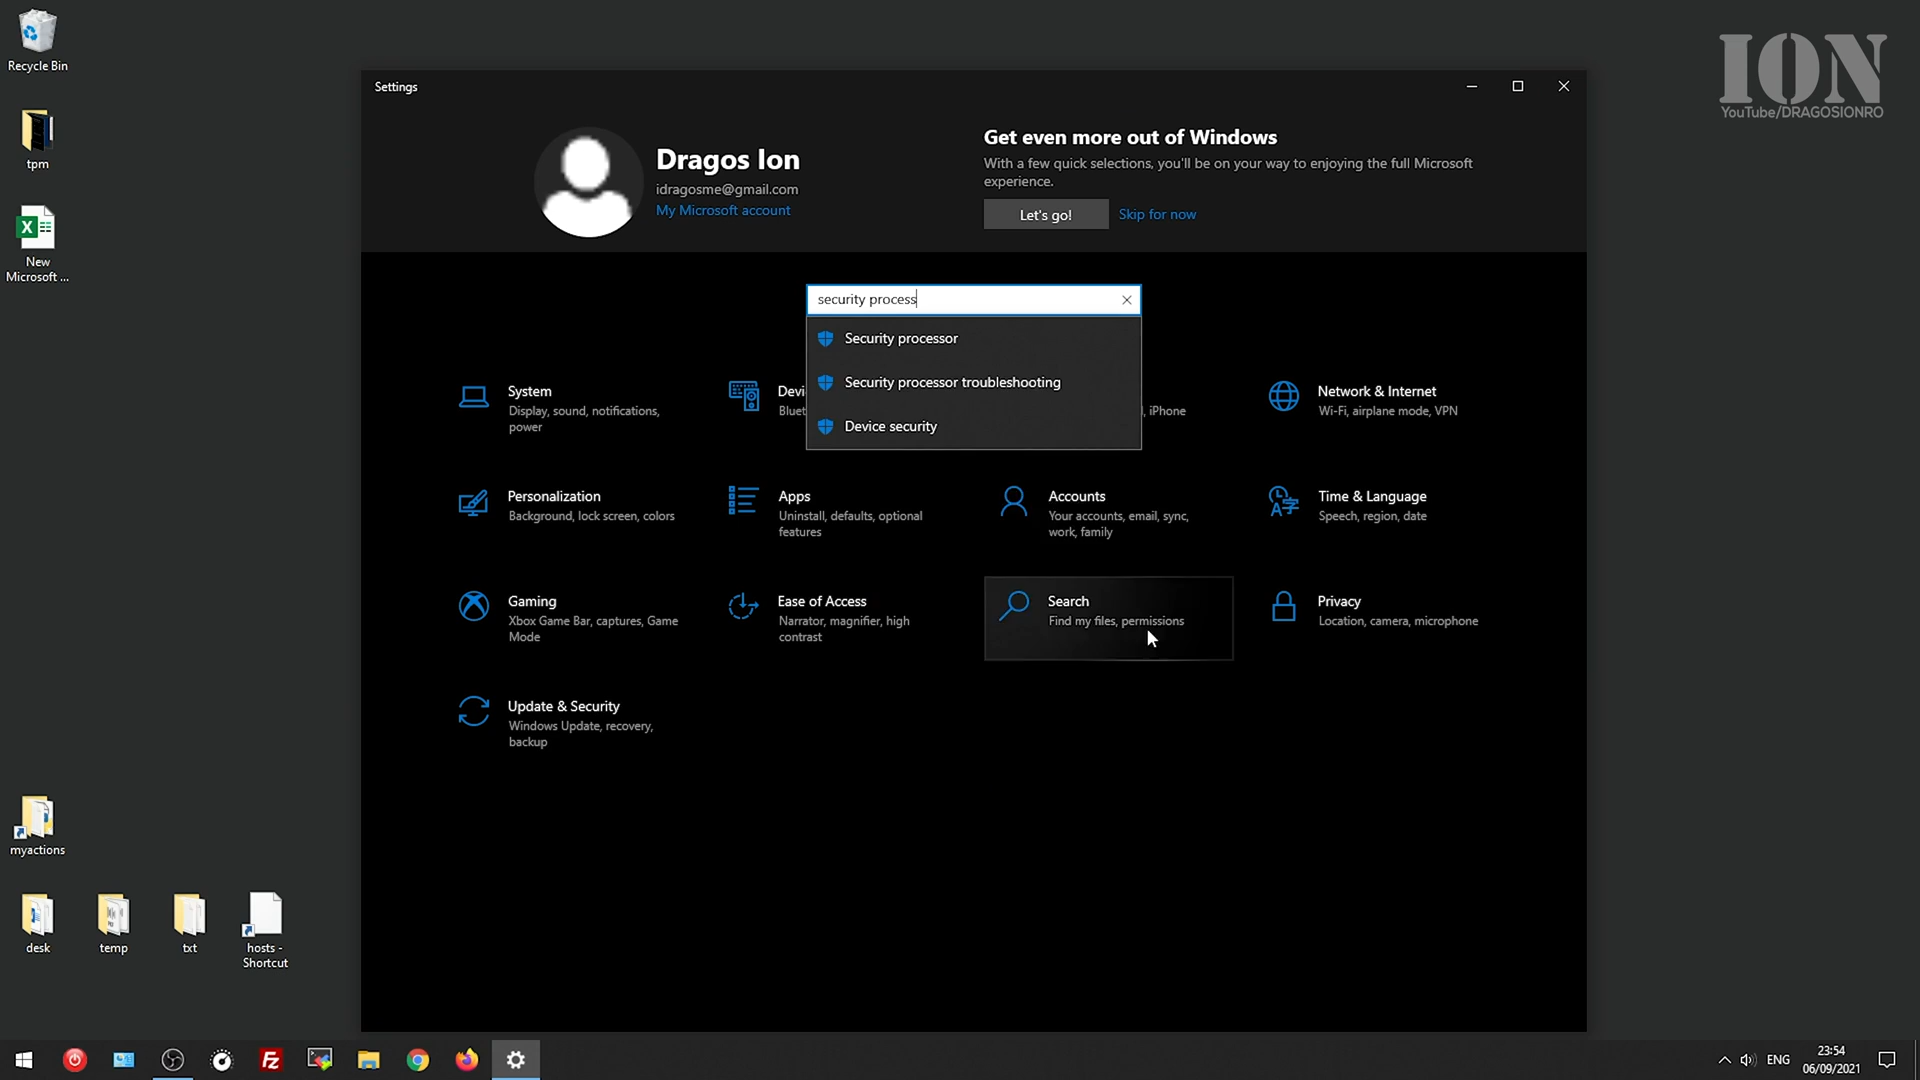 Recycle Bin
tpm
New
Microsoft ...
myactions
desk
temp
txt
hosts -
Shortcut
ION
YouTube/DRAGOSIONRO
Settings
Dragos Ion
idragosme@gmail.com
My Microsoft account
Get even more out of Windows
With a few quick selections, you'll be on your way to enjoying the full Microsoft
experience.
Let's go!
Skip for now
security process
Security processor
Security processor troubleshooting
Device security
System
Display, sound, notifications,
power
Devi
Bluet
, iPhone
Network & Internet
Wi-Fi, airplane mode, VPN
Personalization
Background, lock screen, colors
Apps
Uninstall, defaults, optional
features
Accounts
Your accounts, email, sync,
work, family
Time & Language
Speech, region, date
Gaming
Xbox Game Bar, captures, Game
Mode
Ease of Access
Narrator, magnifier, high
contrast
Search
Find my files, permissions
Privacy
Location, camera, microphone
Update & Security
Windows Update, recovery,
backup
ENG
23:54
06/09/2021